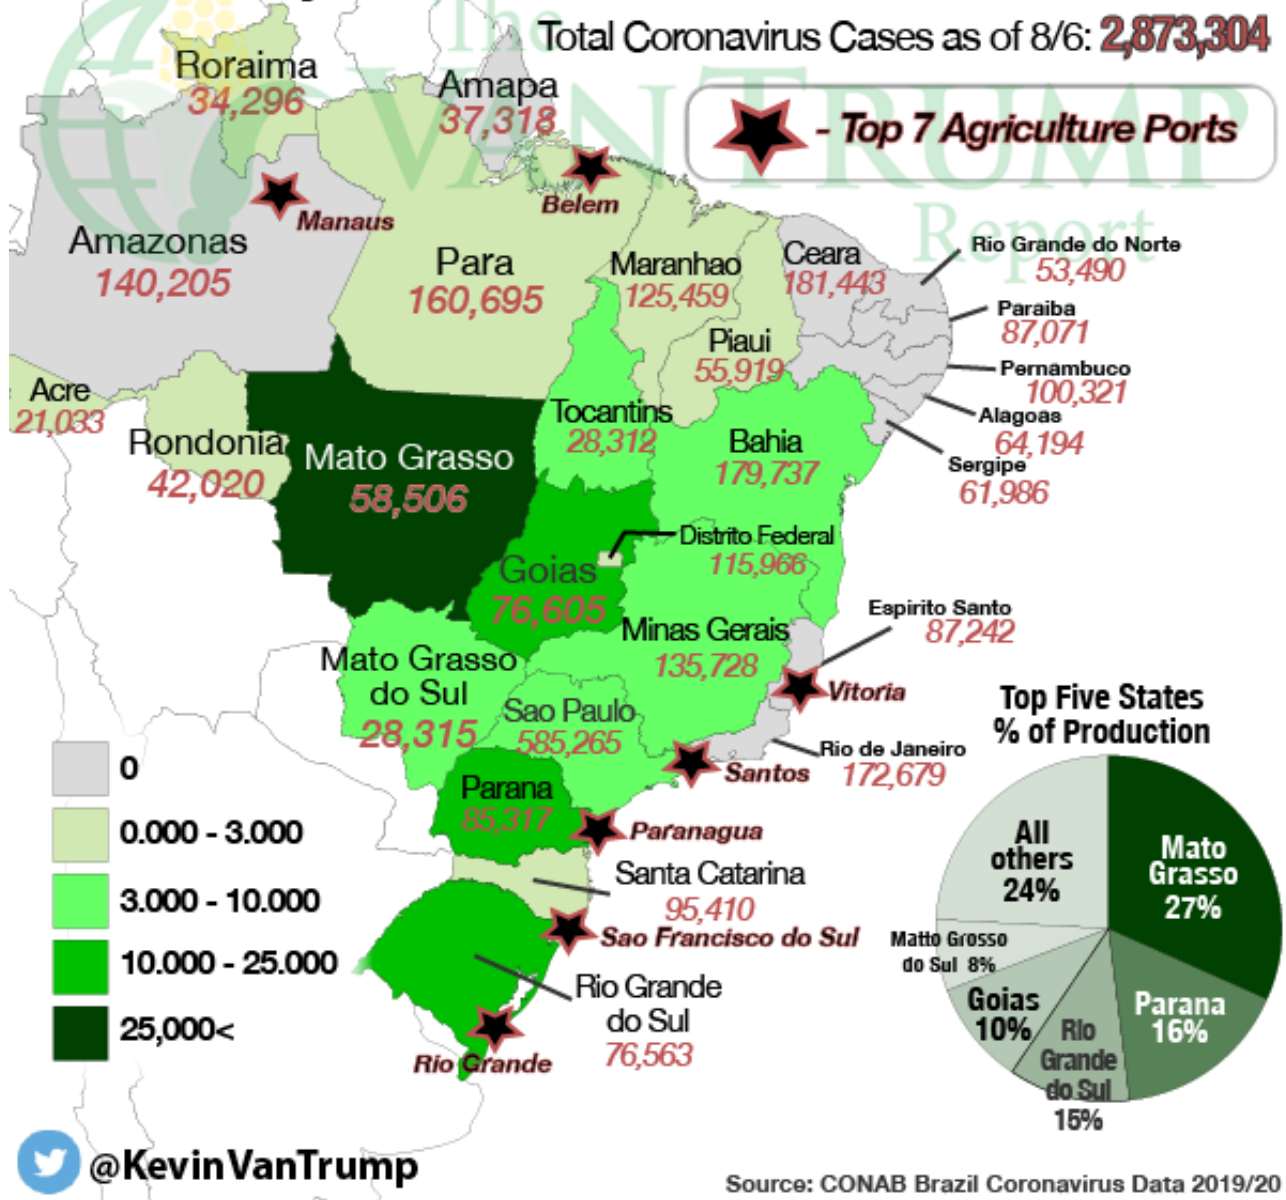 Total Coronavirus Cases as of 8/6: 2,873,304
The
VANTRUMP
Report
- Top 7 Agriculture Ports
Roraima
34,296
Amapa
37,318
Manaus
Belem
Amazonas
140,205
Para
160,695
Maranhao
125,459
Ceara
181,443
Rio Grande do Norte
53,490
Piaui
55,919
Paraiba
87,071
Pernambuco
100,321
Acre
21,033
Rondonia
42,020
Mato Grasso
58,506
Tocantins
28,312
Bahia
179,737
Alagoas
64,194
Sergipe
61,986
Distrito Federal
115,966
Goias
76,605
Minas Gerais
135,728
Espirito Santo
87,242
Mato Grasso
do Sul
28,315
Sao Paulo
585,265
Vitoria
Santos
Rio de Janeiro
172,679
Parana
85,317
Paranagua
Santa Catarina
95,410
Sao Francisco do Sul
Rio Grande
do Sul
76,563
Rio Grande
0
0.000 - 3.000
3.000 - 10.000
10.000 - 25.000
25,000<
Top Five States
% of Production
Mato
Grasso
27%
Parana
16%
Rio
Grande
do Sul
15%
Goias
10%
Matto Grosso
do Sul 8%
All
others
24%
@KevinVanTrump
Source: CONAB Brazil Coronavirus Data 2019/20